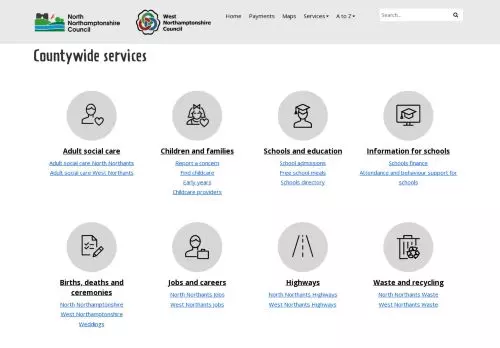 North
Northamptonshire
Council
West
Northamptonshire
Council
Home Payments Maps Services A to Z Search...
Countywide services
Adult social care
Adult social care North Northants
Adult social care West Northants
Children and families
Report a concern
Find childcare
Early years
Childcare providers
Schools and education
School admissions
Free school meals
Schools directory
Information for schools
Schools finance
Attendance and behaviour support for
schools
Births, deaths and
ceremonies
North Northamptonshire
West Northamptonshire
Weddings
Jobs and careers
North Northants Jobs
West Northants Jobs
Highways
North Northants Highways
West Northants Highways
Waste and recycling
North Northants Waste
West Northants Waste